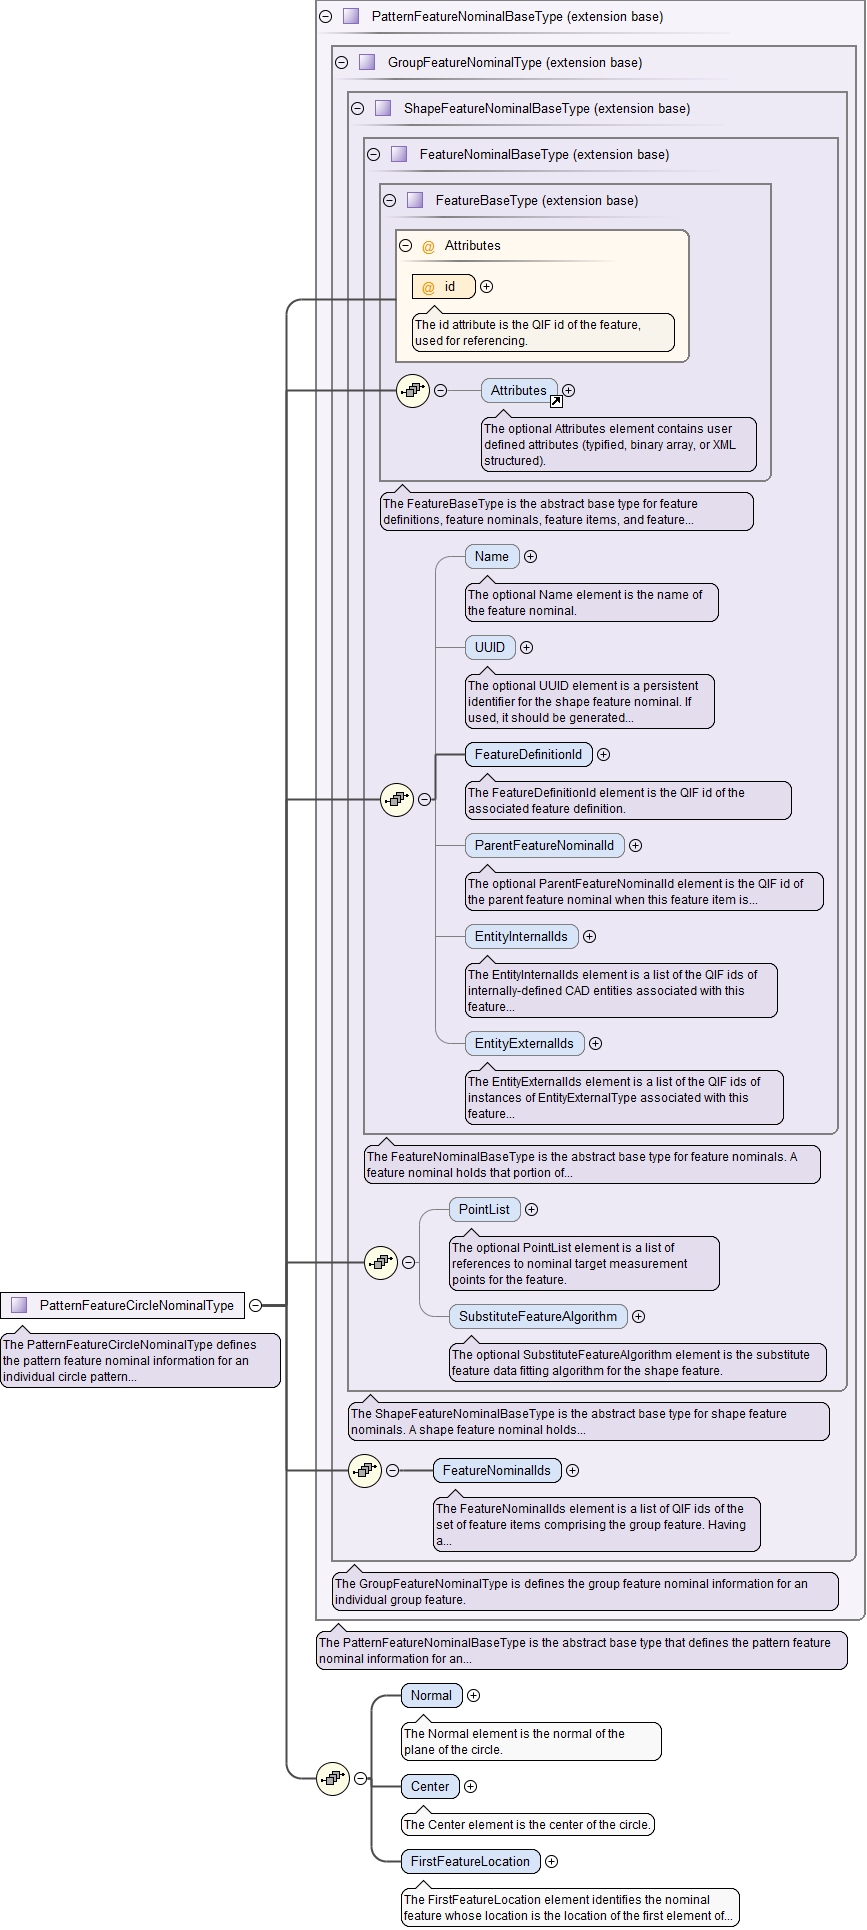 PatternFeatureNominalBaseType (extension base)
GroupFeatureNominalType (extension base)
ShapeFeatureNominalBaseType (extension base)
FeatureNominalBaseType (extension base)
FeatureBaseType (extension base)
@ Attributes
@ id
The id attribute is the QIF id of the feature,
used for referencing.
Attributes
The optional Attributes element contains user
defined attributes (typified, binary array, or XML
structured).
The FeatureBaseType is the abstract base type for feature
definitions, feature nominals, feature items, and feature...
Name
The optional Name element is the name of
the feature nominal.
UUID
The optional UUID element is a persistent
identifier for the shape feature nominal. If
used, it should be generated...
FeatureDefinitionId
The FeatureDefinitionId element is the QIF id of the
associated feature definition.
ParentFeatureNominalId
The optional ParentFeatureNominalId element is the QIF id of
the parent feature nominal when this feature item is...
EntityInternalIds
The EntityInternalIds element is a list of the QIF ids of
internally-defined CAD entities associated with this
feature...
EntityExternalIds
The EntityExternalIds element is a list of the QIF ids of
instances of EntityExternalType associated with this
feature...
The FeatureNominalBaseType is the abstract base type for feature nominals. A
feature nominal holds that portion of...
PointList
The optional PointList element is a list of
references to nominal target measurement
points for the feature.
PatternFeatureCircleNominalType
The PatternFeatureCircleNominalType defines
the pattern feature nominal information for an
individual circle pattern...
SubstituteFeatureAlgorithm
The optional SubstituteFeatureAlgorithm element is the substitute
feature data fitting algorithm for the shape feature.
The ShapeFeatureNominalBaseType is the abstract base type for shape feature
nominals. A shape feature nominal holds...
FeatureNominalIds
The FeatureNominalIds element is a list of QIF ids of the
set of feature items comprising the group feature. Having
a...
The GroupFeatureNominalType is defines the group feature nominal information for an
individual group feature.
The PatternFeatureNominalBaseType is the abstract base type that defines the pattern feature
nominal information for an...
Normal
The Normal element is the normal of the
plane of the circle.
Center
The Center element is the center of the circle.
FirstFeatureLocation
The FirstFeatureLocation element identifies the nominal
feature whose location is the location of the first element of...